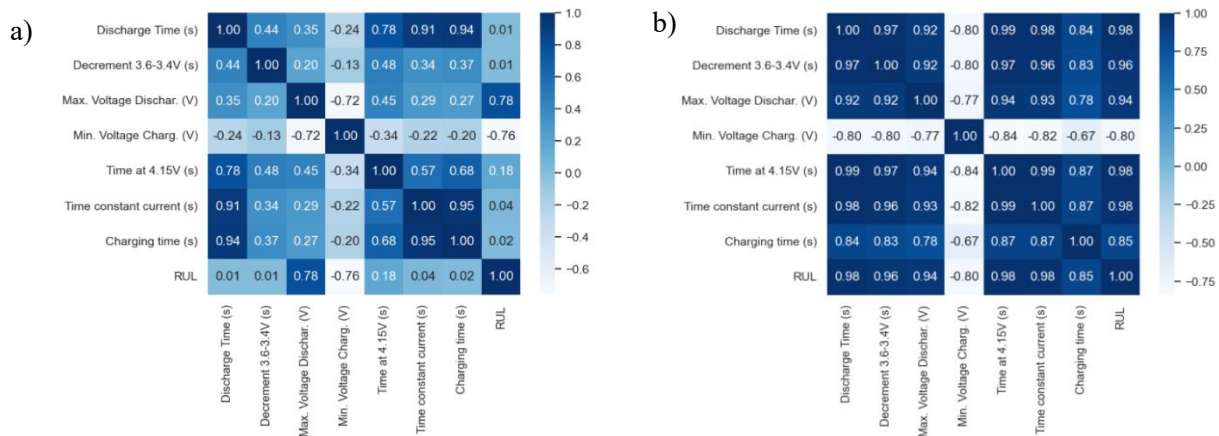 a)
Discharge Time (s) 1.00 0.44 0.35 -0.24 0.78 0.91 0.94 0.01
Decrement 3.6-3.4V (s) 0.44 1.00 0.20 -0.13 0.48 0.34 0.37 0.01
Max. Voltage Dischar. (V) 0.35 0.20 1.00 -0.72 0.45 0.29 0.27 0.78
Min. Voltage Charg. (V) -0.24 -0.13 -0.72 1.00 -0.34 -0.22 -0.20 -0.76
Time at 4.15V (s) 0.78 0.48 0.45 -0.34 1.00 0.57 0.68 0.18
Time constant current (s) 0.91 0.34 0.29 -0.22 0.57 1.00 0.95 0.04
Charging time (s) 0.94 0.37 0.27 -0.20 0.68 0.95 1.00 0.02
RUL 0.01 0.01 0.78 -0.76 0.18 0.04 0.02 1.00
Discharge Time (s)
Decrement 3.6-3.4V (s)
Max. Voltage Dischar. (V)
Min. Voltage Charg. (V)
Time at 4.15V (s)
Time constant current (s)
Charging time (s)
RUL
1.0
0.8
0.6
0.4
0.2
0.0
−0.2
−0.4
−0.6
b)
Discharge Time (s) 1.00 0.97 0.92 -0.80 0.99 0.98 0.84 0.98
Decrement 3.6-3.4V (s) 0.97 1.00 0.92 -0.80 0.97 0.96 0.83 0.96
Max. Voltage Dischar. (V) 0.92 0.92 1.00 -0.77 0.94 0.93 0.78 0.94
Min. Voltage Charg. (V) -0.80 -0.80 -0.77 1.00 -0.84 -0.82 -0.67 -0.80
Time at 4.15V (s) 0.99 0.97 0.94 -0.84 1.00 0.99 0.87 0.98
Time constant current (s) 0.98 0.96 0.93 -0.82 0.99 1.00 0.87 0.98
Charging time (s) 0.84 0.83 0.78 -0.67 0.87 0.87 1.00 0.85
RUL 0.98 0.96 0.94 -0.80 0.98 0.98 0.85 1.00
Discharge Time (s)
Decrement 3.6-3.4V (s)
Max. Voltage Dischar. (V)
Min. Voltage Charg. (V)
Time at 4.15V (s)
Time constant current (s)
Charging time (s)
RUL
1.00
0.75
0.50
0.25
0.00
−0.25
−0.50
−0.75